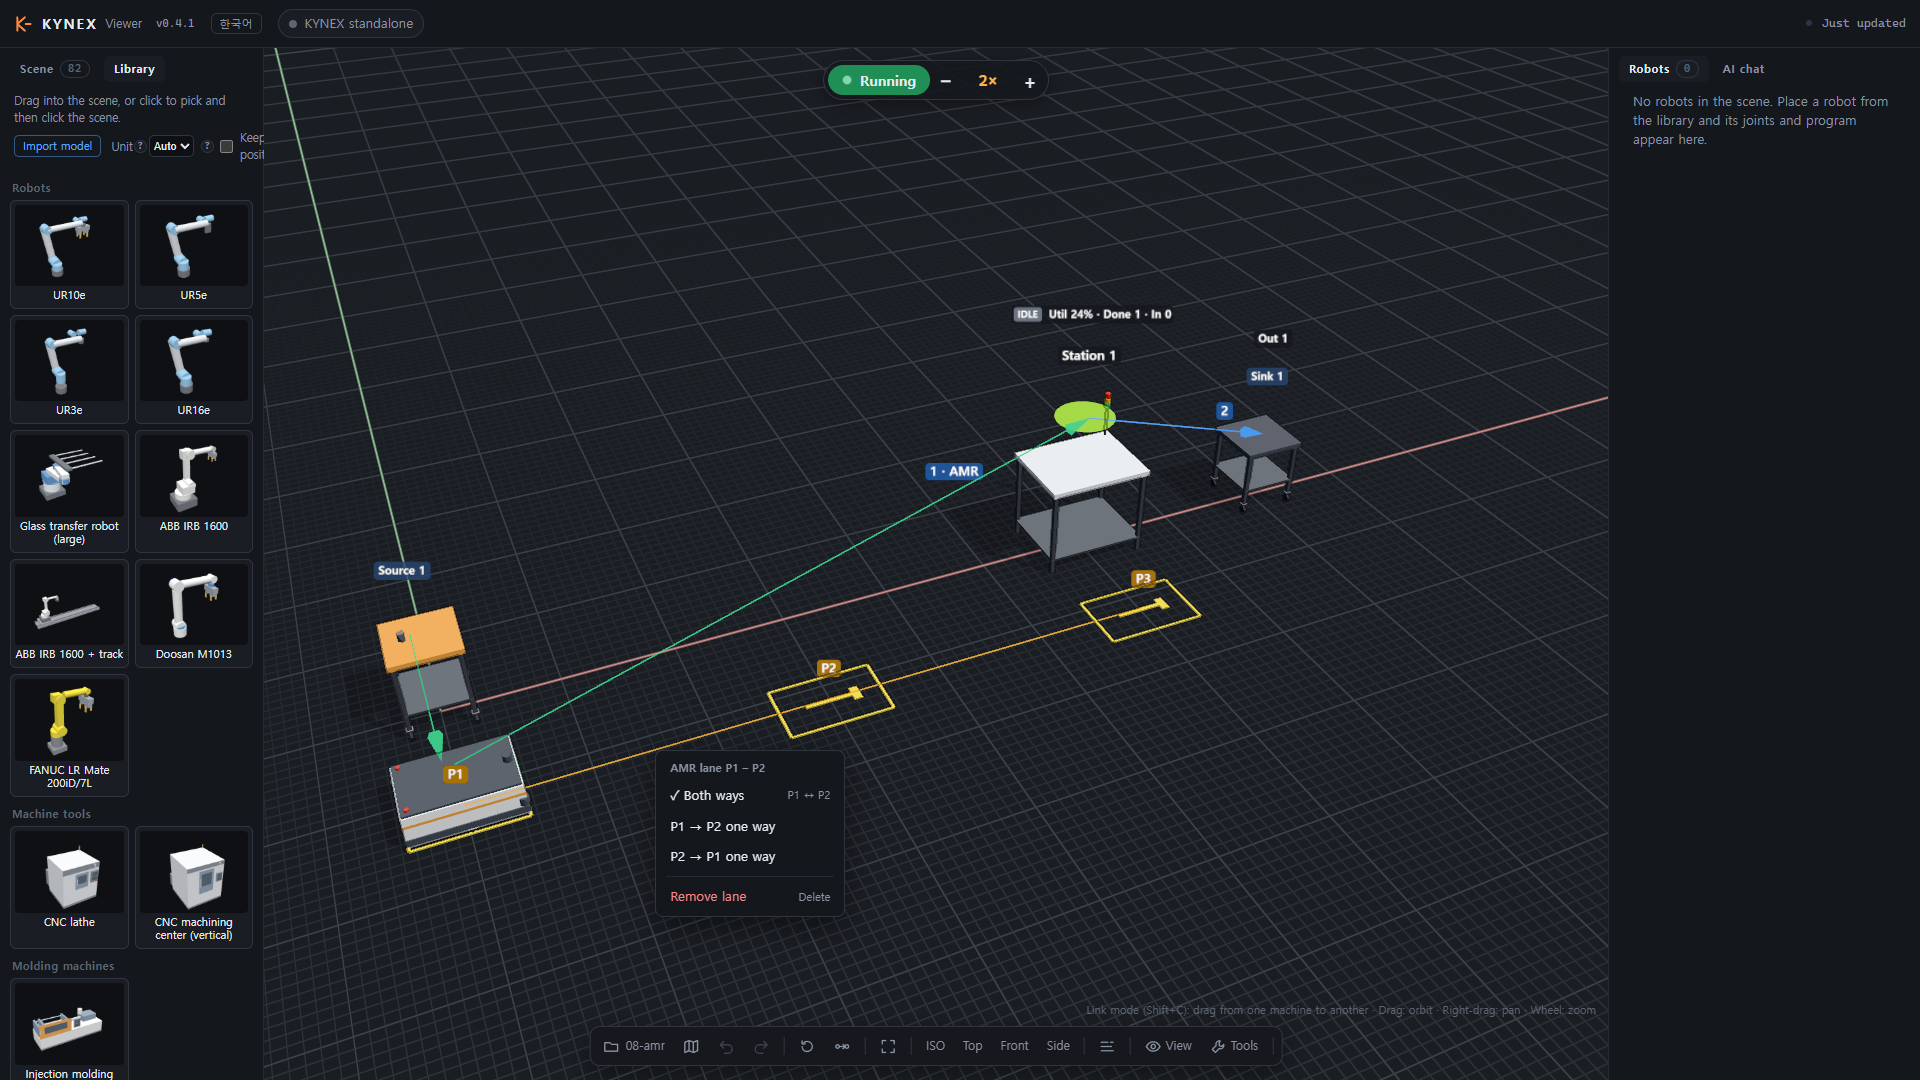 KYNEX Viewer v0.4.1 한국어 KYNEX standalone
Just updated
Scene 82 Library
Drag into the scene, or click to pick and
then click the scene.
Import model Unit ? Auto ? Keep
posit
Robots
UR10e UR5e
UR3e UR16e
Glass transfer robot
(large)
ABB IRB 1600
ABB IRB 1600 + track Doosan M1013
FANUC LR Mate
200iD/7L
Machine tools
CNC lathe
CNC machining
center (vertical)
Molding machines
Injection molding
Running − 2× +
IDLE Util 24% · Done 1 · In 0
Station 1
Out 1
Sink 1
2
1 · AMR
Source 1
P3
P2
P1
AMR lane P1 – P2
✓ Both ways P1 ↔ P2
P1 → P2 one way
P2 → P1 one way
Remove lane Delete
Link mode (Shift+C): drag from one machine to another · Drag: orbit · Right-drag: pan · Wheel: zoom
08-amr ISO Top Front Side View Tools
Robots 0 AI chat
No robots in the scene. Place a robot from
the library and its joints and program
appear here.